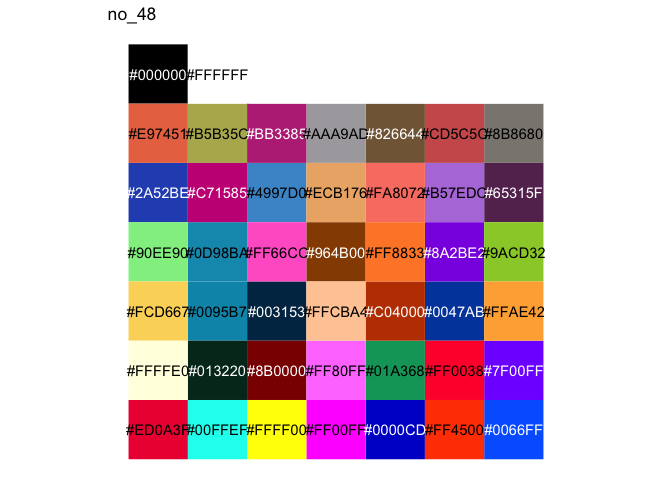 no_48
#000000 #FFFFFF
#E97451 #B5B35C #BB3385 #AAA9AD #826644 #CD5C5C #8B8680
#2A52BE #C71585 #4997D0 #ECB176 #FA8072 #B57EDC #65315F
#90EE90 #0D98BA #FF66CC #964B00 #FF8833 #8A2BE2 #9ACD32
#FCD667 #0095B7 #003153 #FFCBA4 #C04000 #0047AB #FFAE42
#FFFFE0 #013220 #8B0000 #FF80FF #01A368 #FF0038 #7F00FF
#ED0A3F #00FFEF #FFFF00 #FF00FF #0000CD #FF4500 #0066FF